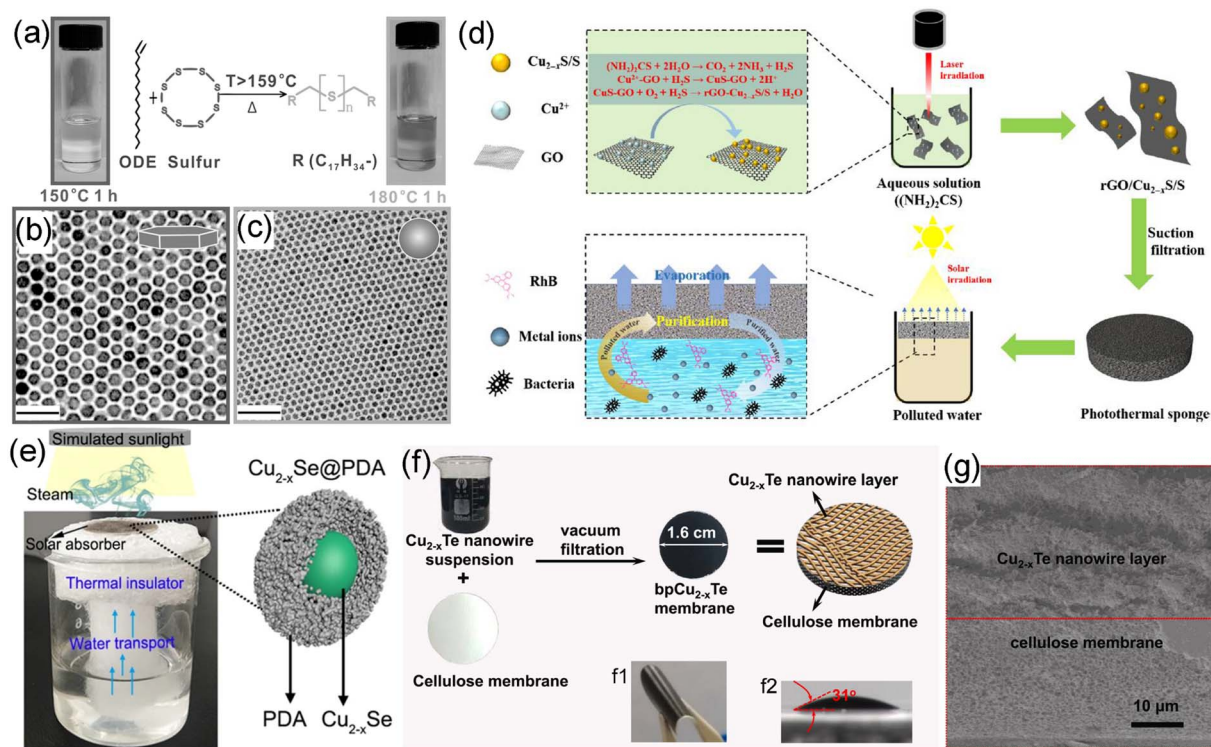 (a)
ODE
+
S
S
S
S
S
S
S
S
Sulfur
T>159°C
Δ
R
S
n
R
R (C₁₇H₃₄-)
150°C 1 h
180°C 1 h
(b)
(c)
(d)
Cu₂₋ₓS/S
Cu²⁺
GO
(NH₂)₂CS + 2H₂O → CO₂ + 2NH₃ + H₂S
Cu²⁺-GO + H₂S → CuS-GO + 2H⁺
CuS-GO + O₂ + H₂S → rGO-Cu₂₋ₓS/S + H₂O
Laser
irradiation
Aqueous solution
((NH₂)₂CS)
rGO/Cu₂₋ₓS/S
Suction
filtration
Photothermal sponge
Solar
irradiation
Polluted water
RhB
Metal ions
Bacteria
Evaporation
Purification
Polluted water
Purified water
(e)
Simulated sunlight
Steam
Solar absorber
Thermal insulator
Water transport
Cu₂₋ₓSe@PDA
PDA
Cu₂₋ₓSe
(f)
Cu₂₋ₓTe nanowire
suspension
+
Cellulose membrane
vacuum
filtration
1.6 cm
bpCu₂₋ₓTe
membrane
=
Cu₂₋ₓTe nanowire layer
Cellulose membrane
f1
f2
31°
(g)
Cu₂₋ₓTe nanowire layer
cellulose membrane
10 μm